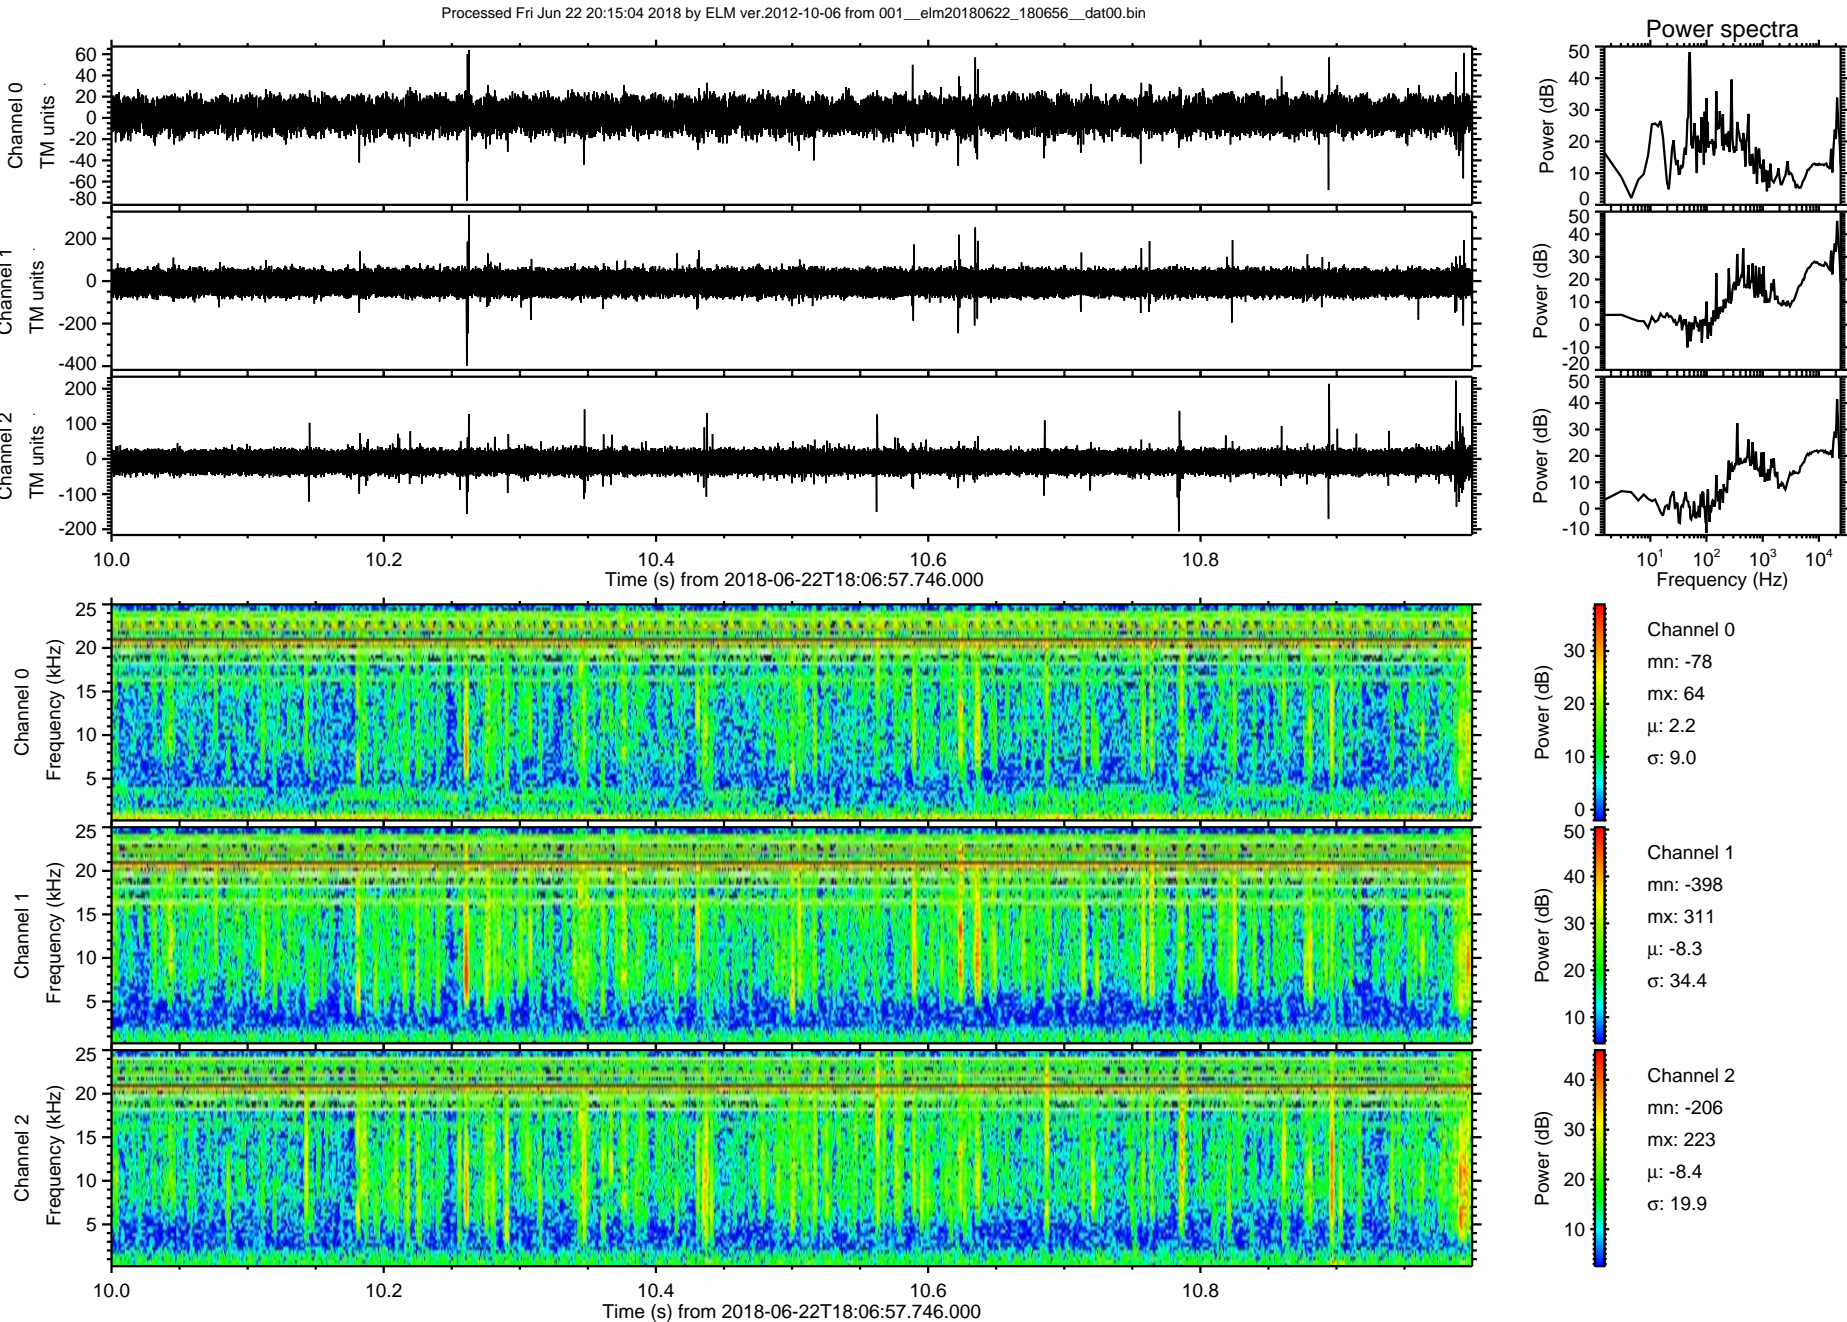 Processed Fri Jun 22 20:15:04 2018 by ELM ver.2012-10-06 from 001__elm20180622_180656__dat00.bin
Power spectra
Channel 0
TM units
60
40
20
0
-20
-40
-60
-80
Power (dB)
50
40
30
20
10
0
Channel 1
TM units
200
0
-200
-400
Power (dB)
50
40
30
20
10
0
-10
-20
Channel 2
TM units
200
100
0
-100
-200
Power (dB)
50
40
30
20
10
0
-10
10.0 10.2 10.4 10.6 10.8
Time (s) from 2018-06-22T18:06:57.746.000
10^1 10^2 10^3 10^4
Frequency (Hz)
Channel 0
Frequency (kHz)
25
20
15
10
5
Power (dB)
30
20
10
0
Channel 0
mn: -78
mx: 64
μ: 2.2
σ: 9.0
Channel 1
Frequency (kHz)
25
20
15
10
5
Power (dB)
50
40
30
20
10
Channel 1
mn: -398
mx: 311
μ: -8.3
σ: 34.4
Channel 2
Frequency (kHz)
25
20
15
10
5
Power (dB)
40
30
20
10
Channel 2
mn: -206
mx: 223
μ: -8.4
σ: 19.9
10.0 10.2 10.4 10.6 10.8
Time (s) from 2018-06-22T18:06:57.746.000